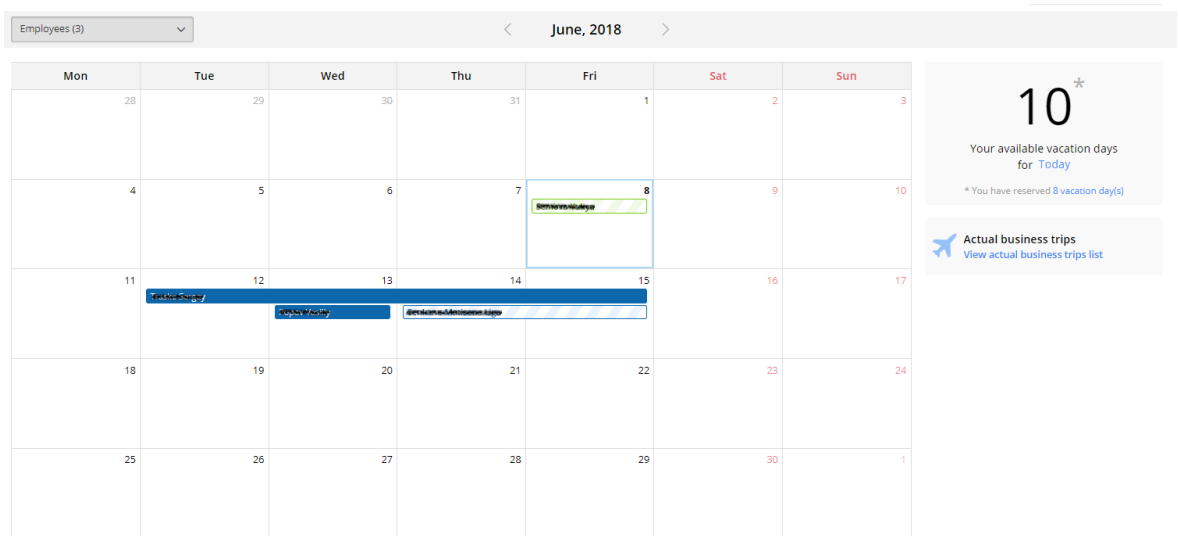 Employees (3)
June, 2018
Mon Tue Wed Thu Fri Sat Sun
28 29 30 31 1 2 3
4 5 6 7 8 9 10
11 12 13 14 15 16 17
18 19 20 21 22 23 24
25 26 27 28 29 30 1
10*
Your available vacation days
for Today
* You have reserved 8 vacation day(s)
Actual business trips
View actual business trips list